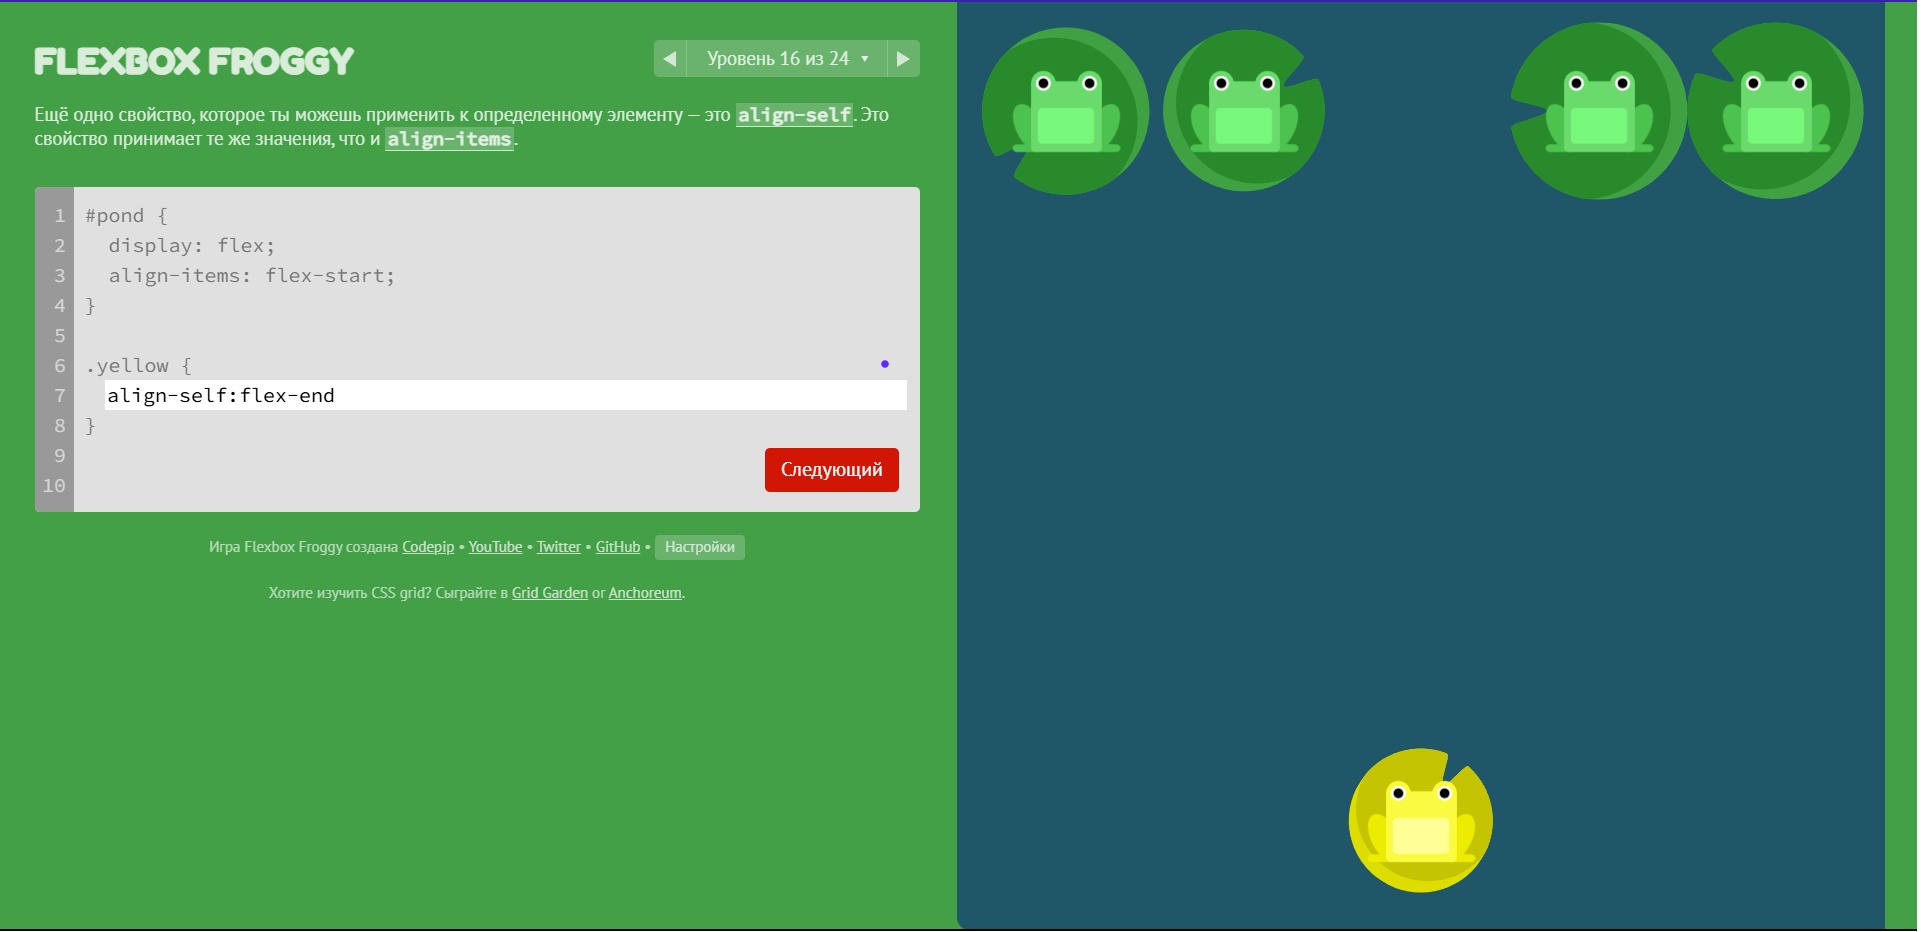 FLEXBOX FROGGY
Уровень 16 из 24
Ещё одно свойство, которое ты можешь применить к определенному элементу — это align-self. Это
свойство принимает те же значения, что и align-items.
1 #pond {
2 display: flex;
3 align-items: flex-start;
4 }
5
6 .yellow {
7 align-self:flex-end
8 }
9
10
Следующий
Игра Flexbox Froggy создана Codepip • YouTube • Twitter • GitHub • Настройки
Хотите изучить CSS grid? Сыграйте в Grid Garden or Anchoreum.